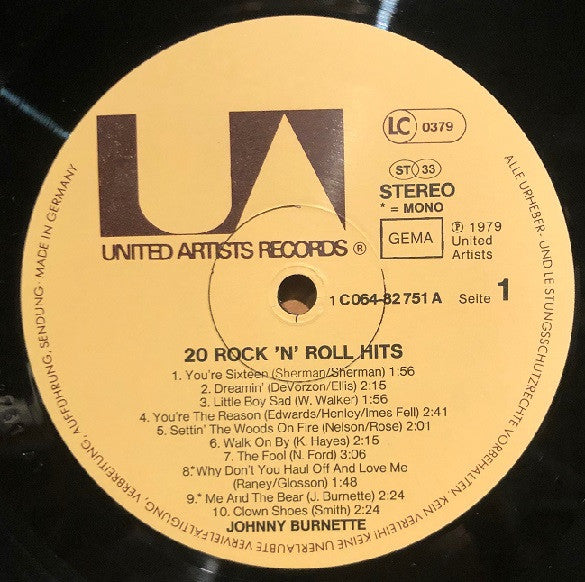 UA
UNITED ARTISTS RECORDS ®
LC 0379
ST 33
STEREO
* = MONO
GEMA
℗ 1979
United
Artists
1C064-82 751 A Seite 1
20 ROCK 'N' ROLL HITS
1. You're Sixteen (Sherman/Sherman) 1:56
2. Dreamin' (DeVorzon/Ellis) 2:15
3. Little Boy Sad (W. Walker) 1:56
4. You're The Reason (Edwards/Henley/Imes Fell) 2:41
5. Settin' The Woods On Fire (Nelson/Rose) 2:01
6. Walk On By (K. Hayes) 2:15
7. The Fool (N. Ford) 3:06
8.*Why Don't You Haul Off And Love Me
(Raney/Glosson) 1:48
9.* Me And The Bear (J. Burnette) 2:24
10. Clown Shoes (Smith) 2:24
JOHNNY BURNETTE
ALLE URHEBER- UND LEISTUNGSSCHUTZRECHTE VORBEHALTEN. KEIN VERLEIH! KEINE UNERLAUBTE VERVIELFÄLTIGUNG, VERBREITUNG, AUFFÜHRUNG, SENDUNG · MADE IN GERMANY